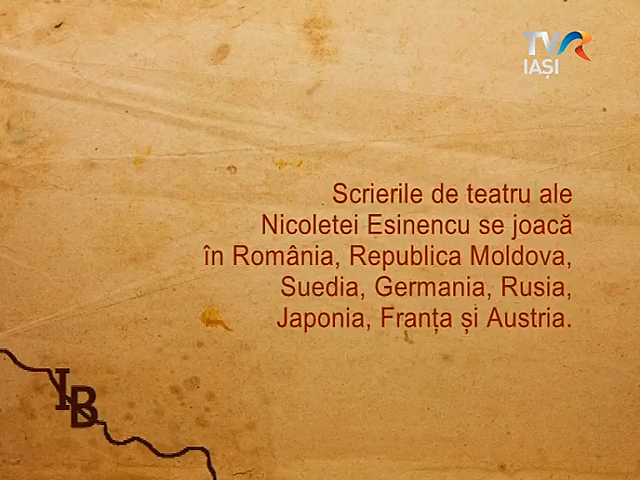 TVR
IAȘI
Scrierile de teatru ale
Nicoletei Esinencu se joacă
în România, Republica Moldova,
Suedia, Germania, Rusia,
Japonia, Franța și Austria.
IB